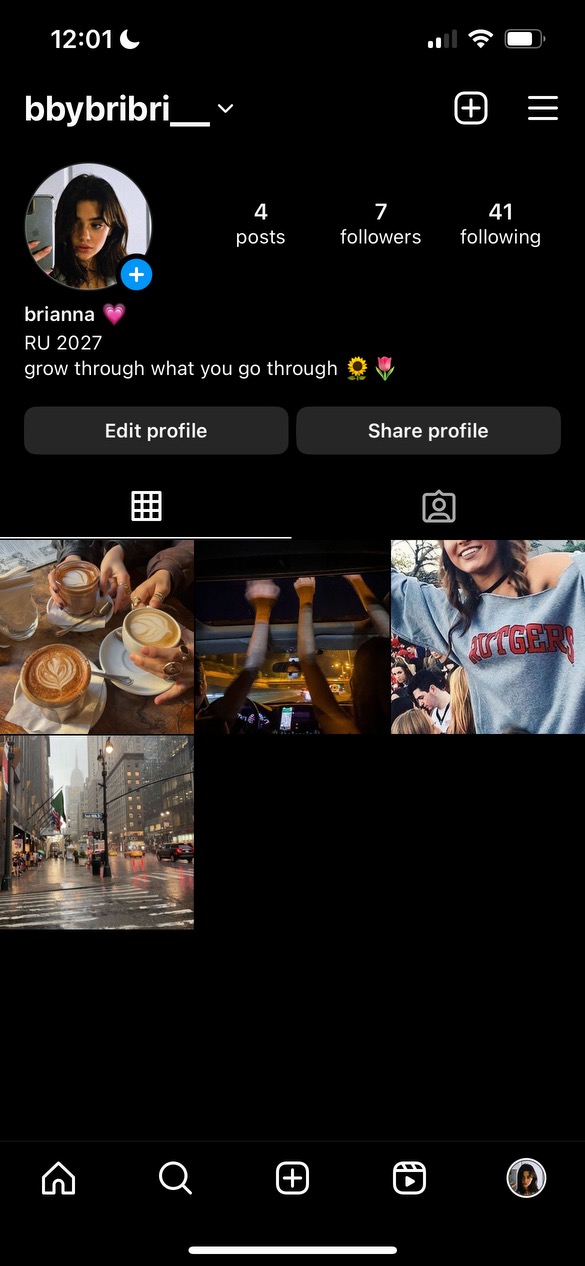 12:01
bbybribri__
4 7 41
posts followers following
brianna 💗
RU 2027
grow through what you go through 🌻🌷
Edit profile Share profile
RUTGERS